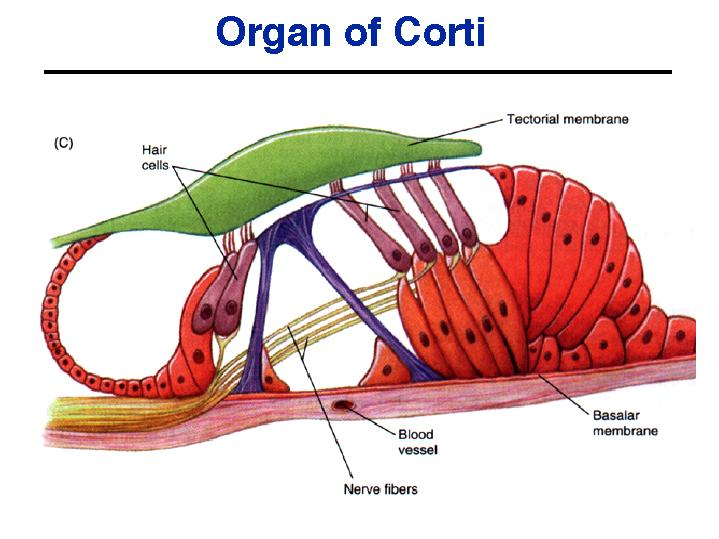 Organ of Corti
(C)
Hair
cells
Tectorial membrane
Basalar
membrane
Blood
vessel
Nerve fibers